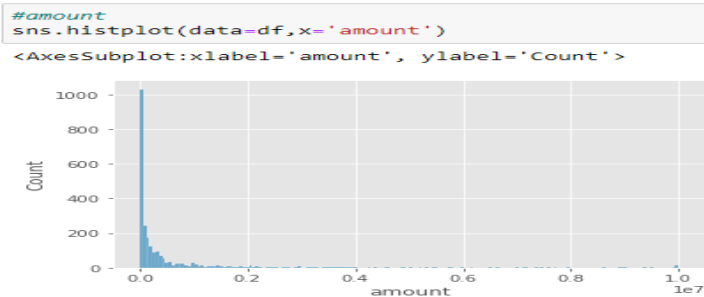 #amount
sns.histplot(data=df,x='amount')
<AxesSubplot:xlabel='amount', ylabel='Count'>
1000
800
600
400
200
0
Count
0.0 0.2 0.4 0.6 0.8 1.0
1e7
amount